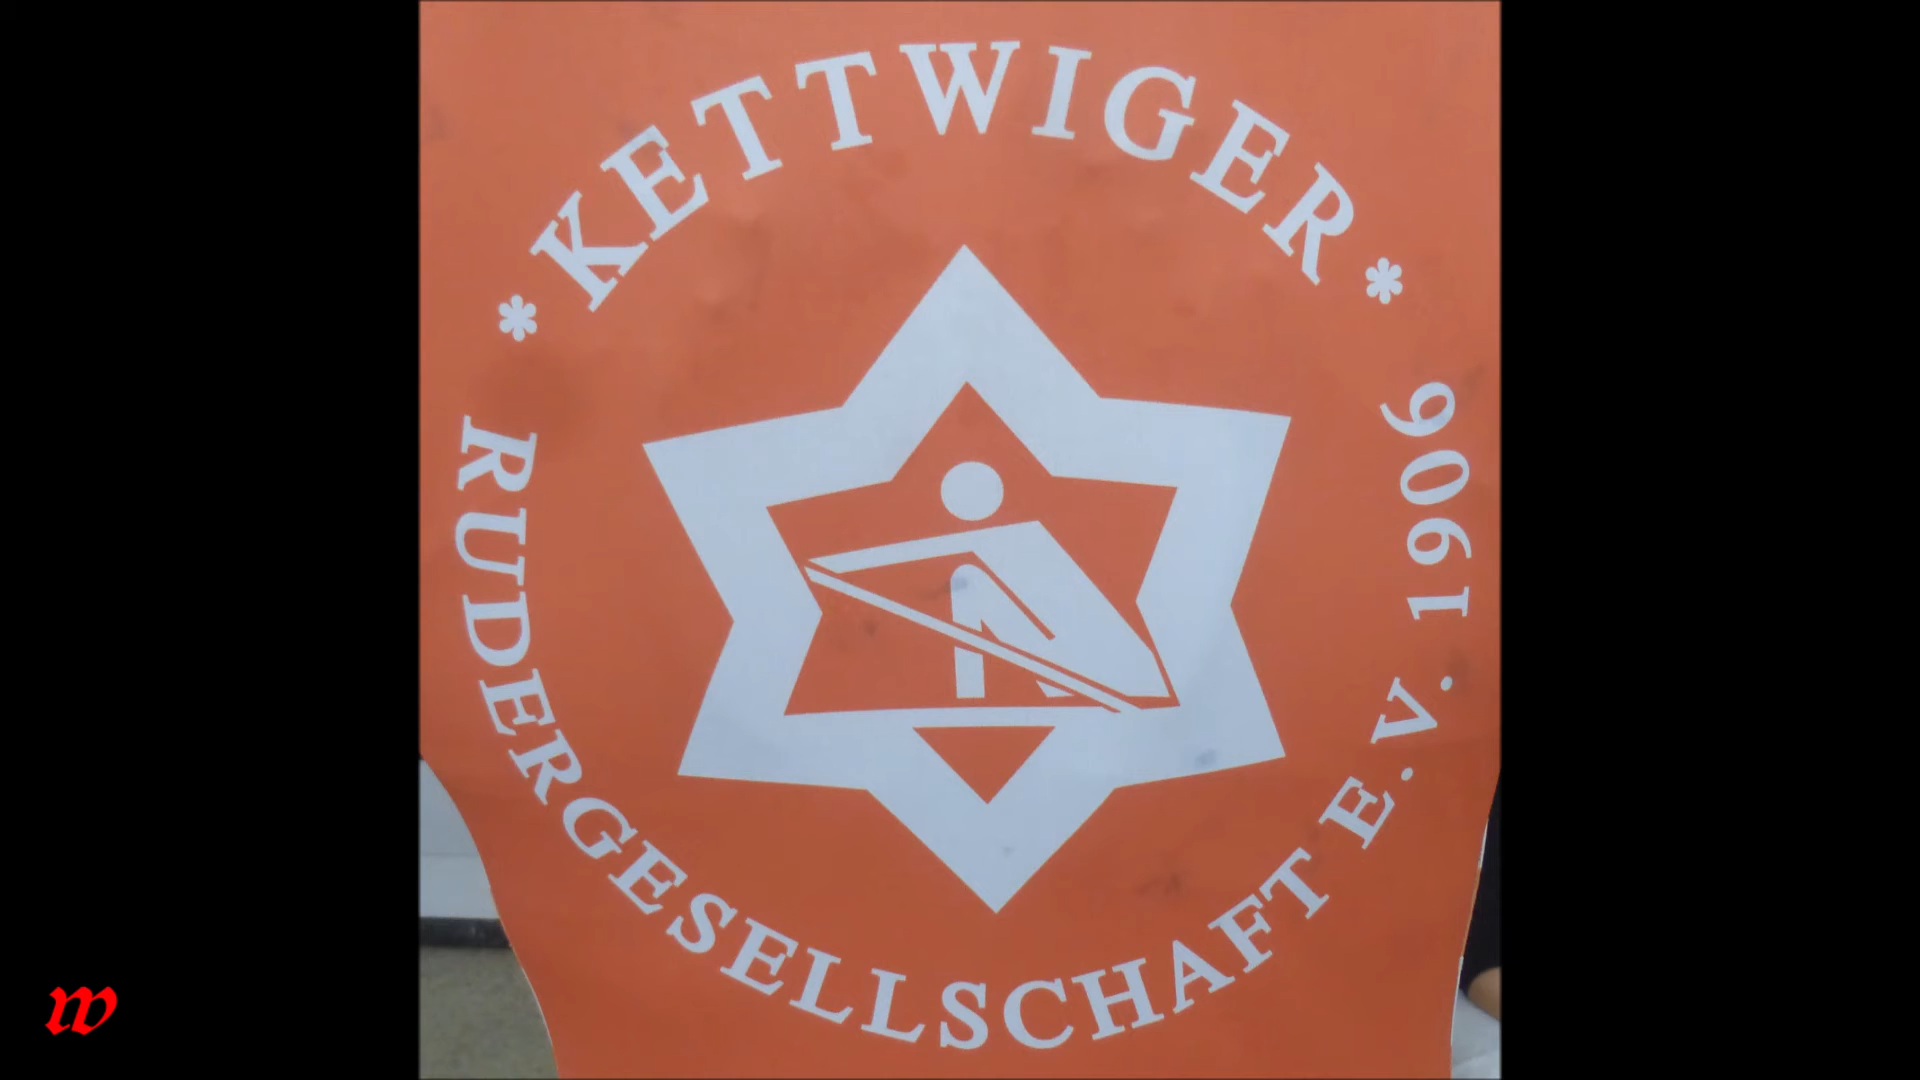 * KETTWIGER *
RUDERGESELLSCHAFT E.V. 1906
w